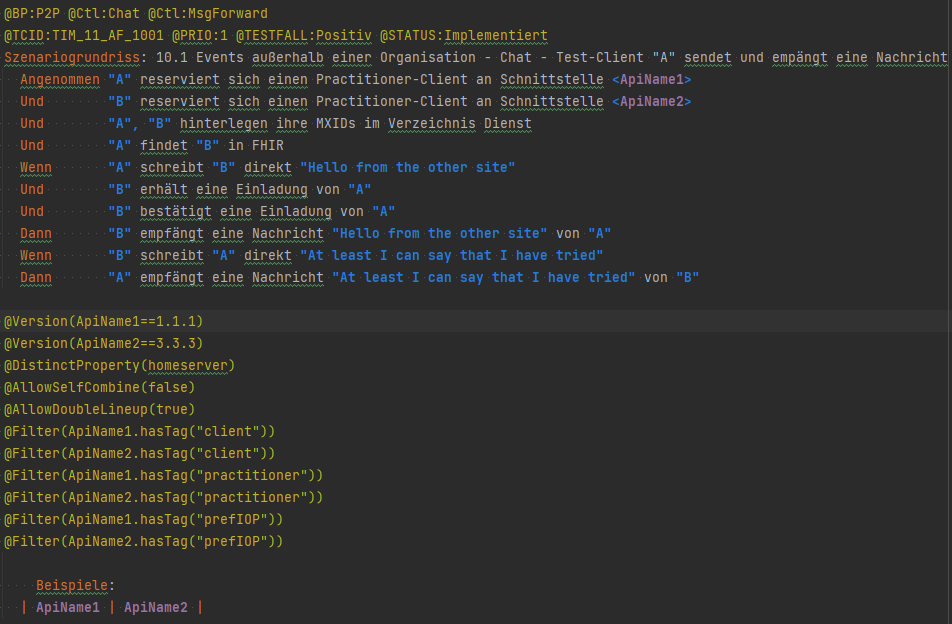 @BP:P2P @Ctl:Chat @Ctl:MsgForward
@TCID:TIM_11_AF_1001 @PRIO:1 @TESTFALL:Positiv @STATUS:Implementiert
Szenariogrundriss: 10.1 Events außerhalb einer Organisation - Chat - Test-Client "A" sendet und empängt eine Nachricht
Angenommen "A" reserviert sich einen Practitioner-Client an Schnittstelle <ApiName1>
Und "B" reserviert sich einen Practitioner-Client an Schnittstelle <ApiName2>
Und "A", "B" hinterlegen ihre MXIDs im Verzeichnis Dienst
Und "A" findet "B" in FHIR
Wenn "A" schreibt "B" direkt "Hello from the other site"
Und "B" erhält eine Einladung von "A"
Und "B" bestätigt eine Einladung von "A"
Dann "B" empfängt eine Nachricht "Hello from the other site" von "A"
Wenn "B" schreibt "A" direkt "At least I can say that I have tried"
Dann "A" empfängt eine Nachricht "At least I can say that I have tried" von "B"
@Version(ApiName1==1.1.1)
@Version(ApiName2==3.3.3)
@DistinctProperty(homeserver)
@AllowSelfCombine(false)
@AllowDoubleLineup(true)
@Filter(ApiName1.hasTag("client"))
@Filter(ApiName2.hasTag("client"))
@Filter(ApiName1.hasTag("practitioner"))
@Filter(ApiName2.hasTag("practitioner"))
@Filter(ApiName1.hasTag("prefIOP"))
@Filter(ApiName2.hasTag("prefIOP"))
Beispiele:
| ApiName1 | ApiName2 |